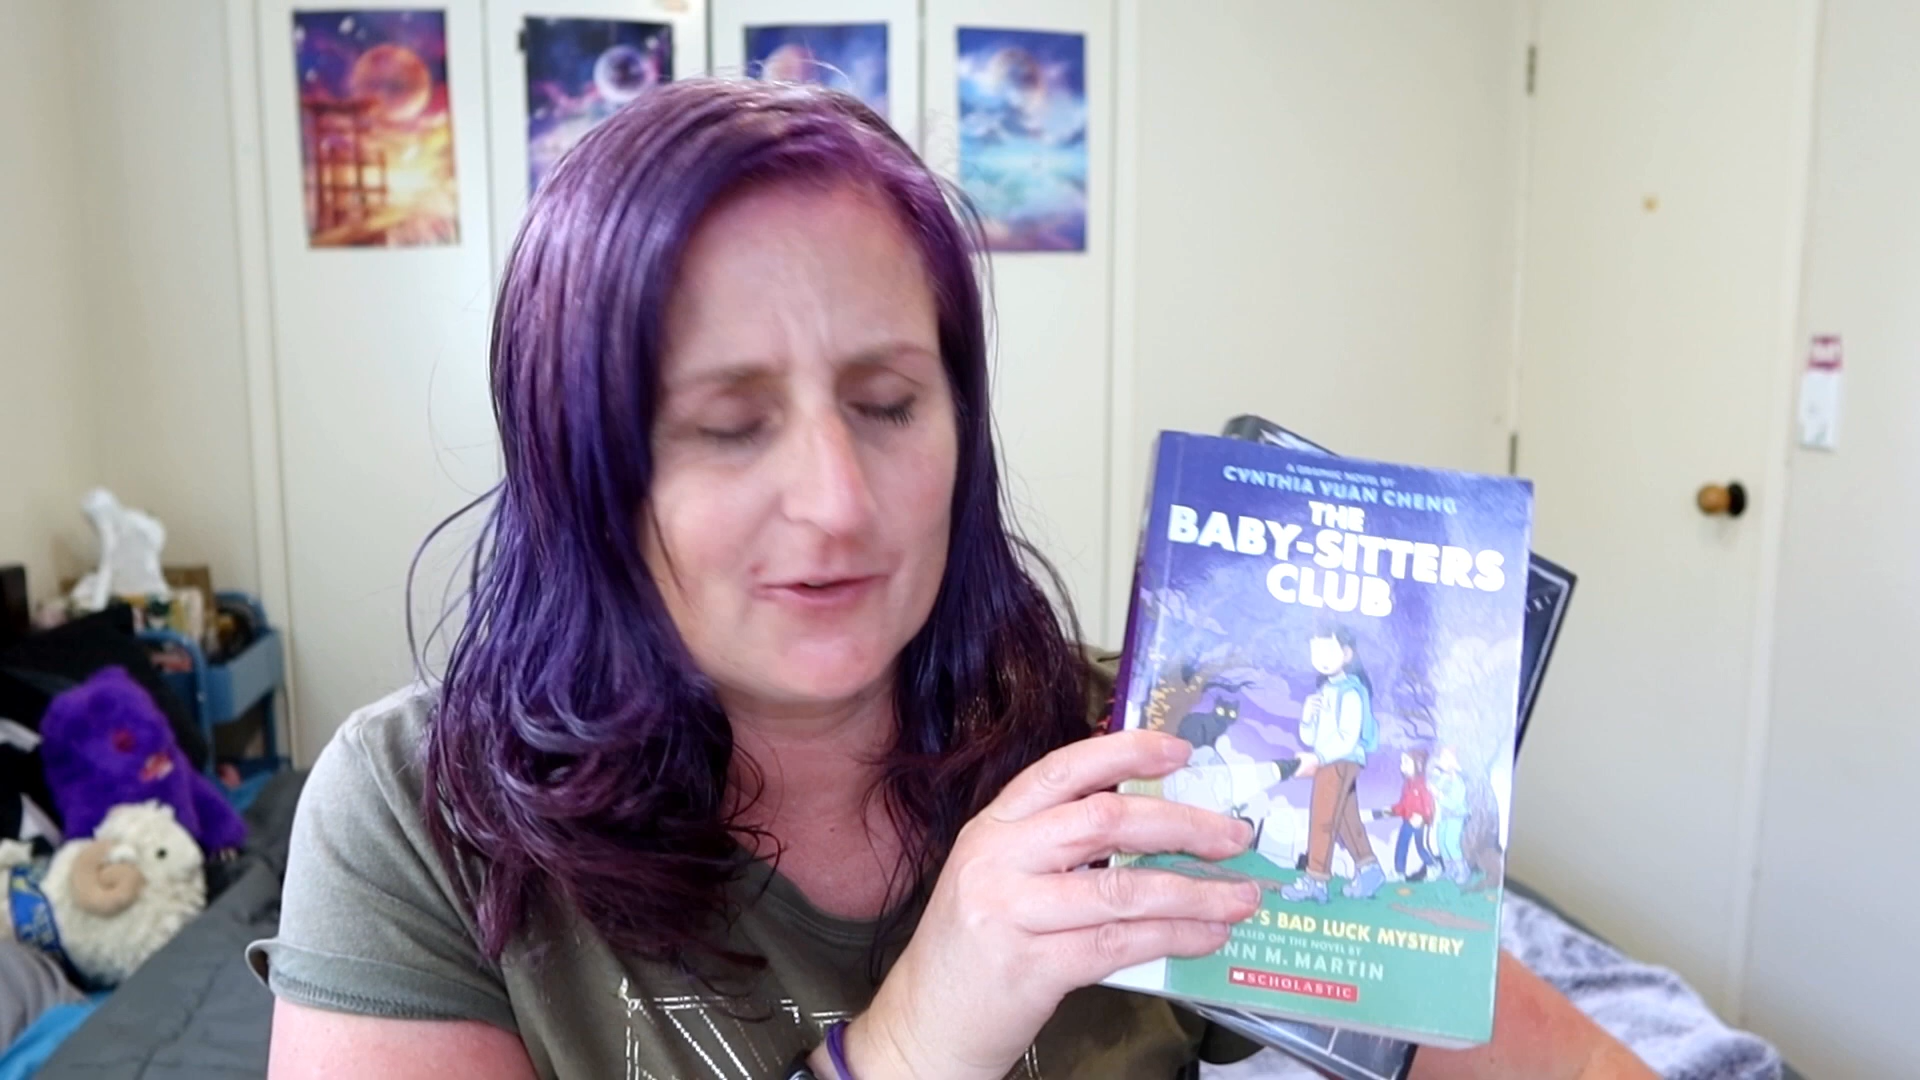 A GRAPHIC NOVEL BY
CYNTHIA YUAN CHENG
THE
BABY-SITTERS
CLUB
'S BAD LUCK MYSTERY
BASED ON THE NOVEL BY
ANN M. MARTIN
SCHOLASTIC